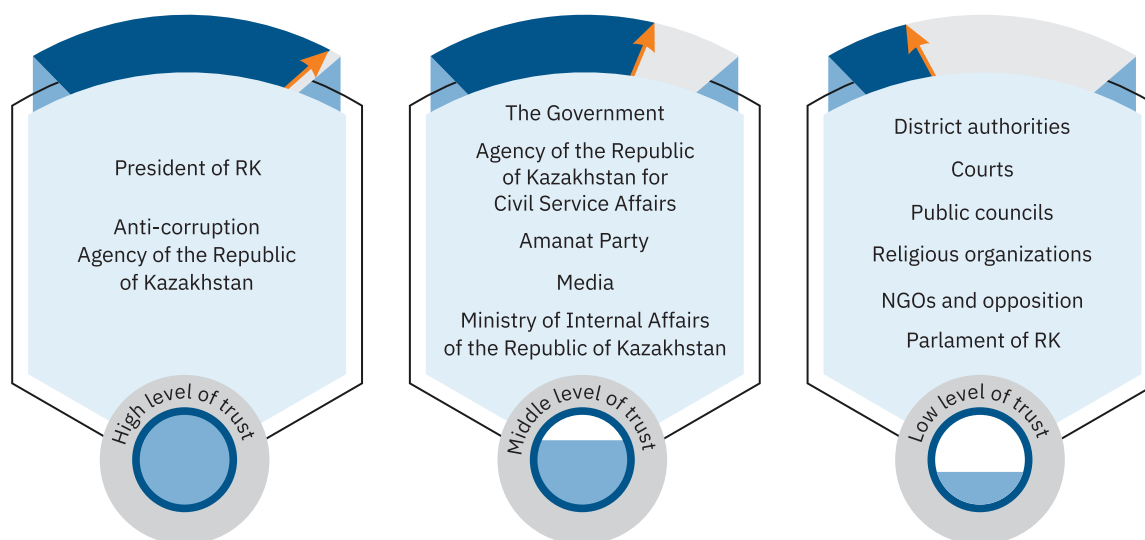 President of RK
Anti-corruption
Agency of the Republic
of Kazakhstan
High level of trust
The Government
Agency of the Republic
of Kazakhstan for
Civil Service Affairs
Amanat Party
Media
Ministry of Internal Affairs
of the Republic of Kazakhstan
Middle level of trust
District authorities
Courts
Public councils
Religious organizations
NGOs and opposition
Parlament of RK
Low level of trust